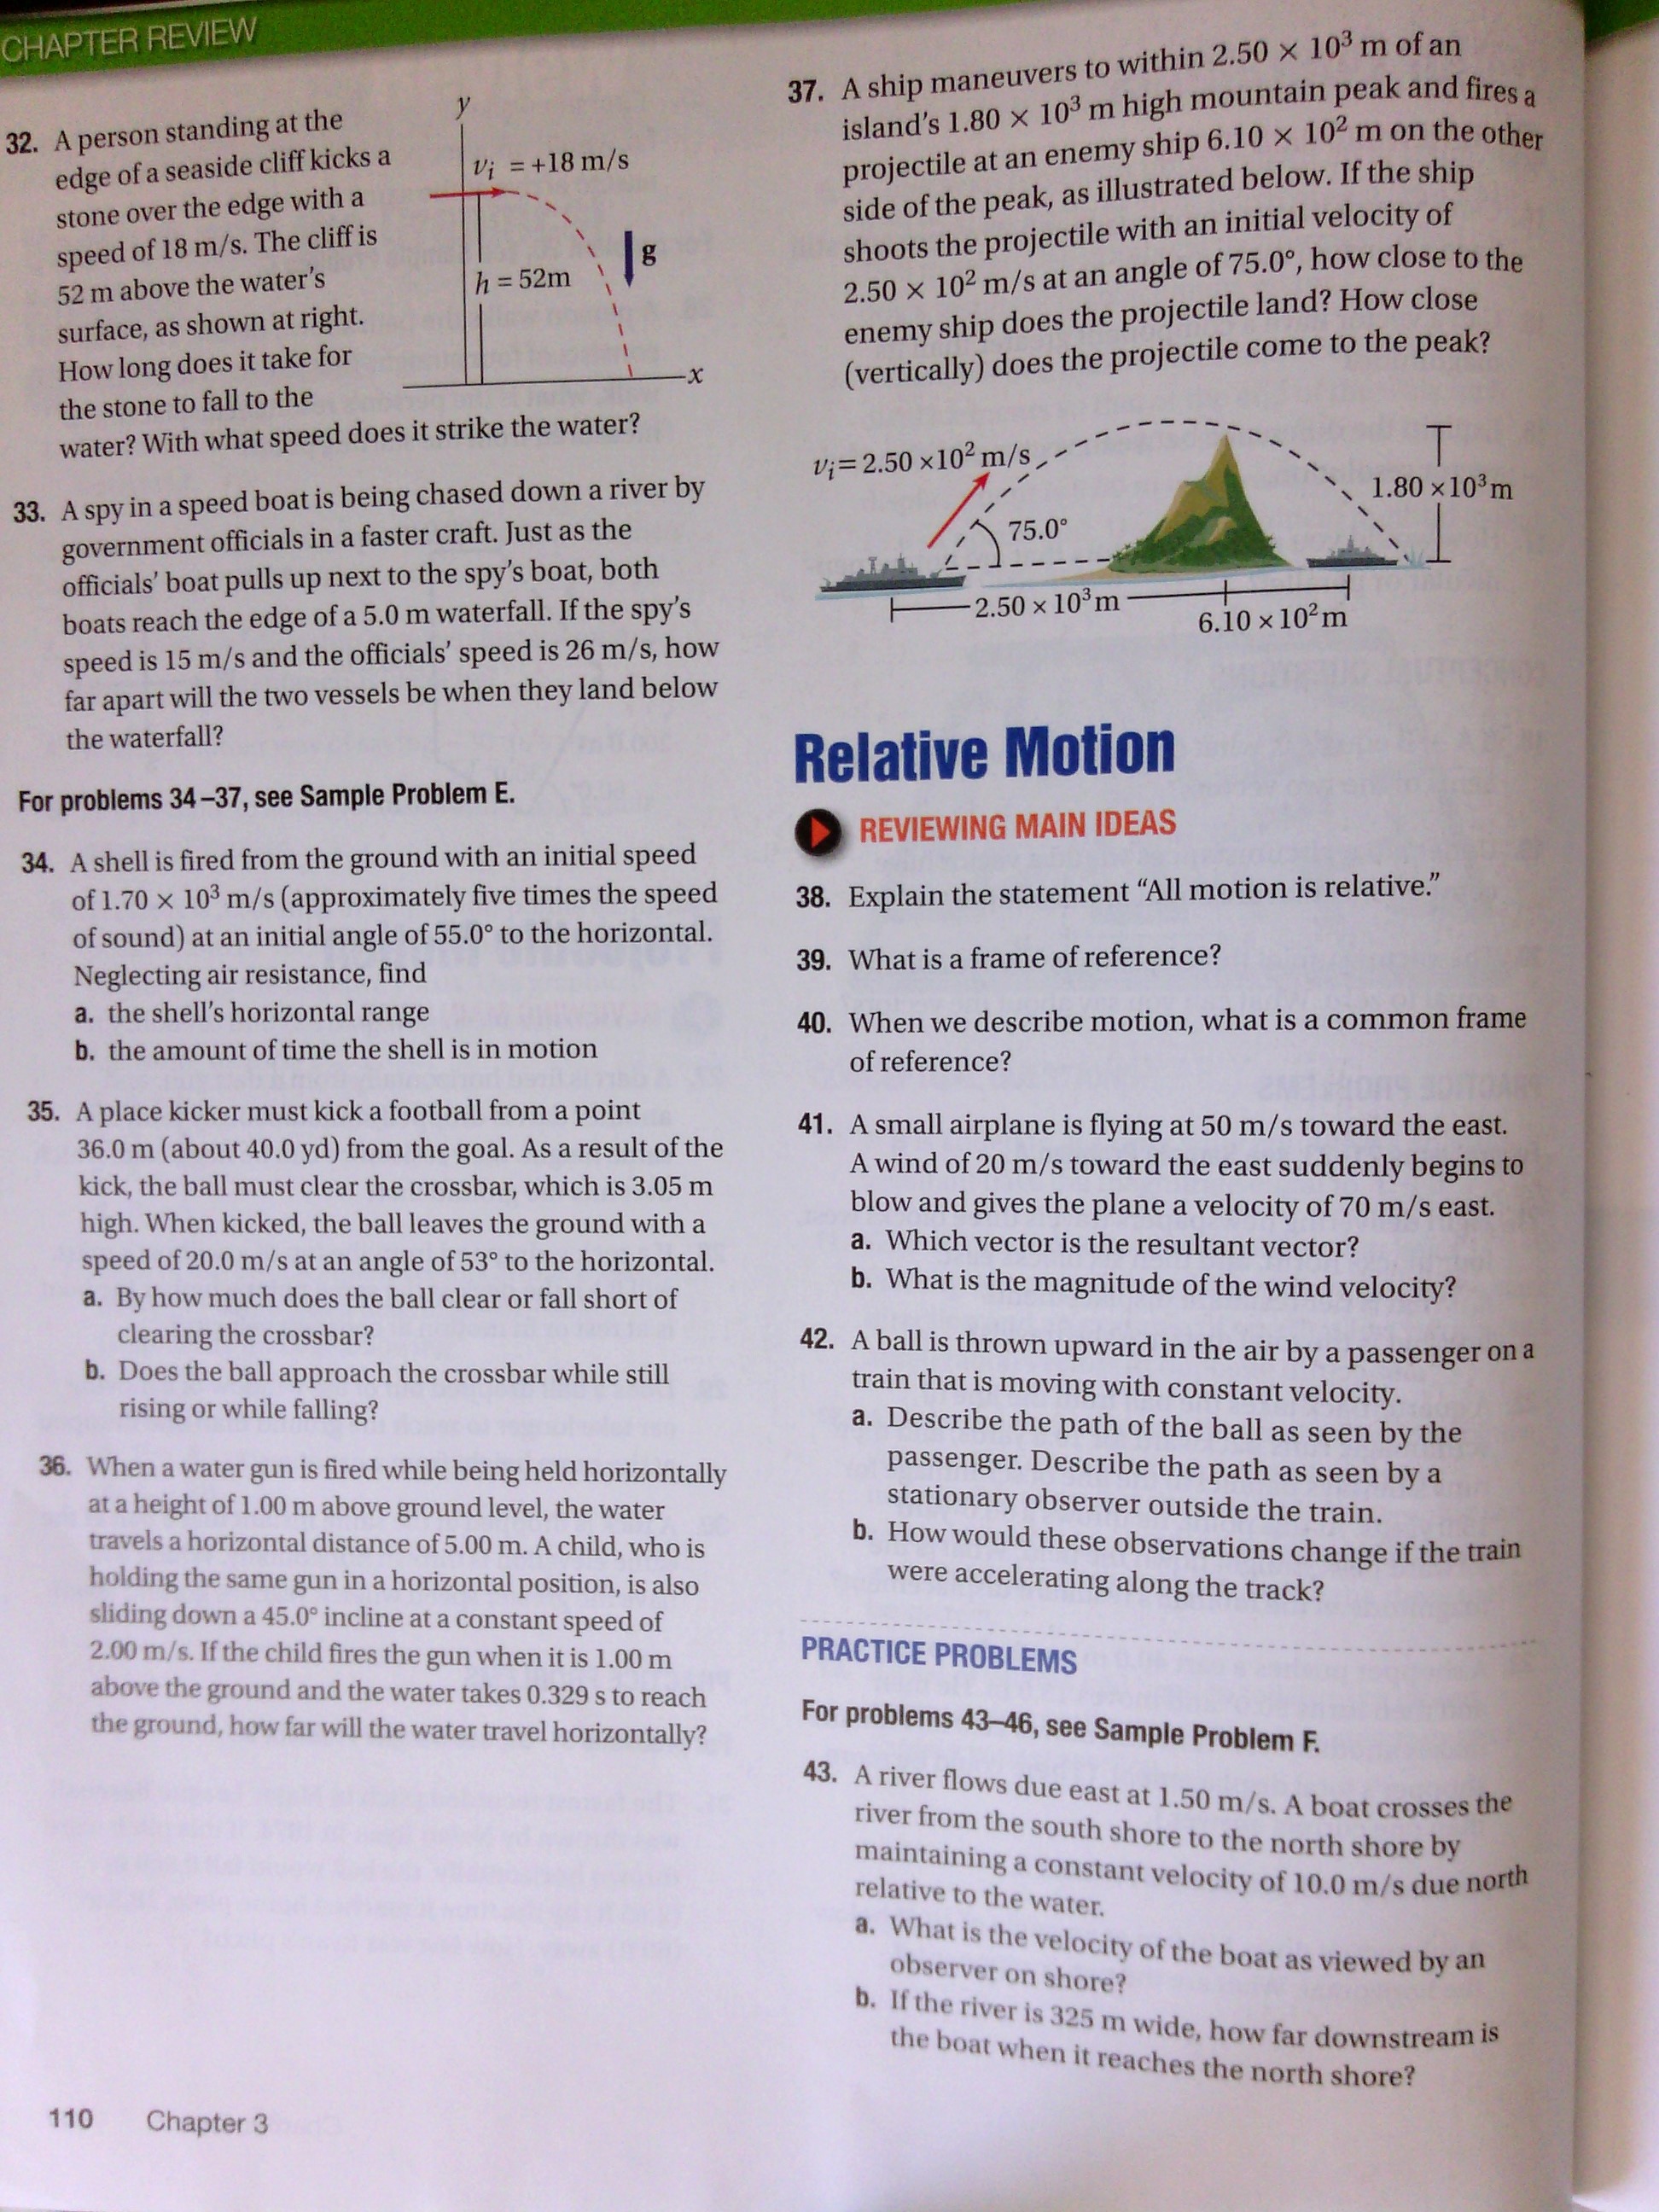 CHAPTER REVIEW
32. A person standing at the
edge of a seaside cliff kicks a
stone over the edge with a
speed of 18 m/s. The cliff is
52 m above the water's
surface, as shown at right.
How long does it take for
the stone to fall to the
water? With what speed does it strike the water?
y
vi = +18 m/s
g
h = 52m
x
33. A spy in a speed boat is being chased down a river by
government officials in a faster craft. Just as the
officials' boat pulls up next to the spy's boat, both
boats reach the edge of a 5.0 m waterfall. If the spy's
speed is 15 m/s and the officials' speed is 26 m/s, how
far apart will the two vessels be when they land below
the waterfall?
For problems 34–37, see Sample Problem E.
34. A shell is fired from the ground with an initial speed
of 1.70 × 10³ m/s (approximately five times the speed
of sound) at an initial angle of 55.0° to the horizontal.
Neglecting air resistance, find
a. the shell's horizontal range
b. the amount of time the shell is in motion
35. A place kicker must kick a football from a point
36.0 m (about 40.0 yd) from the goal. As a result of the
kick, the ball must clear the crossbar, which is 3.05 m
high. When kicked, the ball leaves the ground with a
speed of 20.0 m/s at an angle of 53° to the horizontal.
a. By how much does the ball clear or fall short of
clearing the crossbar?
b. Does the ball approach the crossbar while still
rising or while falling?
36. When a water gun is fired while being held horizontally
at a height of 1.00 m above ground level, the water
travels a horizontal distance of 5.00 m. A child, who is
holding the same gun in a horizontal position, is also
sliding down a 45.0° incline at a constant speed of
2.00 m/s. If the child fires the gun when it is 1.00 m
above the ground and the water takes 0.329 s to reach
the ground, how far will the water travel horizontally?
37. A ship maneuvers to within 2.50 × 10³ m of an
island's 1.80 × 10³ m high mountain peak and fires a
projectile at an enemy ship 6.10 × 10² m on the other
side of the peak, as illustrated below. If the ship
shoots the projectile with an initial velocity of
2.50 × 10² m/s at an angle of 75.0°, how close to the
enemy ship does the projectile land? How close
(vertically) does the projectile come to the peak?
vi= 2.50 ×10² m/s
75.0°
1.80 ×10³m
2.50 × 10³m
6.10 ×10²m
Relative Motion
REVIEWING MAIN IDEAS
38. Explain the statement “All motion is relative.”
39. What is a frame of reference?
40. When we describe motion, what is a common frame
of reference?
41. A small airplane is flying at 50 m/s toward the east.
A wind of 20 m/s toward the east suddenly begins to
blow and gives the plane a velocity of 70 m/s east.
a. Which vector is the resultant vector?
b. What is the magnitude of the wind velocity?
42. A ball is thrown upward in the air by a passenger on a
train that is moving with constant velocity.
a. Describe the path of the ball as seen by the
passenger. Describe the path as seen by a
stationary observer outside the train.
b. How would these observations change if the train
were accelerating along the track?
PRACTICE PROBLEMS
For problems 43–46, see Sample Problem F.
43. A river flows due east at 1.50 m/s. A boat crosses the
river from the south shore to the north shore by
maintaining a constant velocity of 10.0 m/s due north
relative to the water.
a. What is the velocity of the boat as viewed by an
observer on shore?
b. If the river is 325 m wide, how far downstream is
the boat when it reaches the north shore?
110 Chapter 3